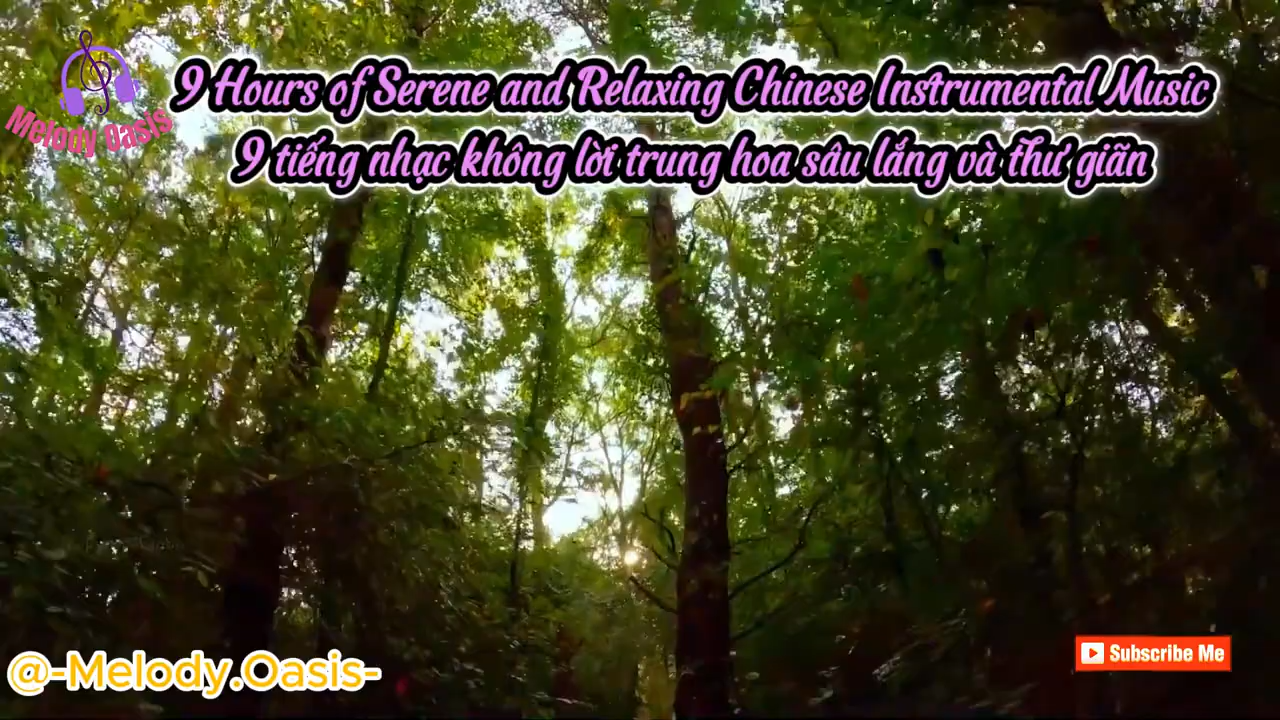 Melody Oasis
9 Hours of Serene and Relaxing Chinese Instrumental Music
9 tiếng nhạc không lời trung hoa sâu lắng và thư giãn
@-Melody.Oasis-
Subscribe Me